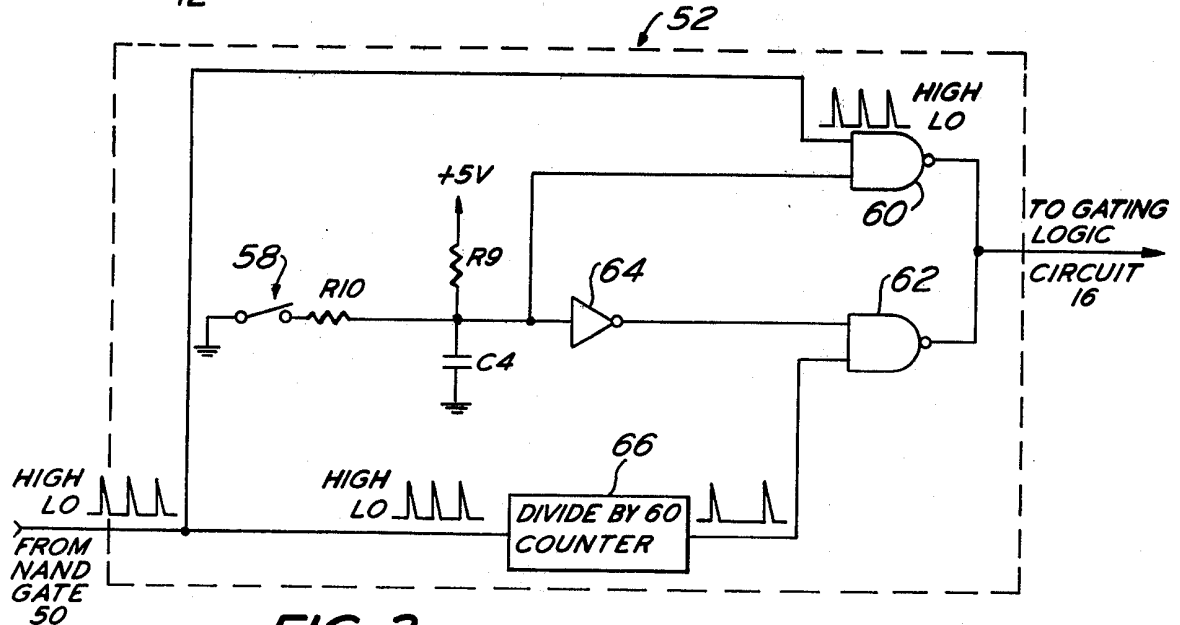 12
52
HIGH
LO
+5V
60
TO GATING
LOGIC
CIRCUIT
16
58
R10
R9
64
62
C4
66
HIGH
LO
HIGH
LO
DIVIDE BY 60
COUNTER
FROM
NAND
GATE
50